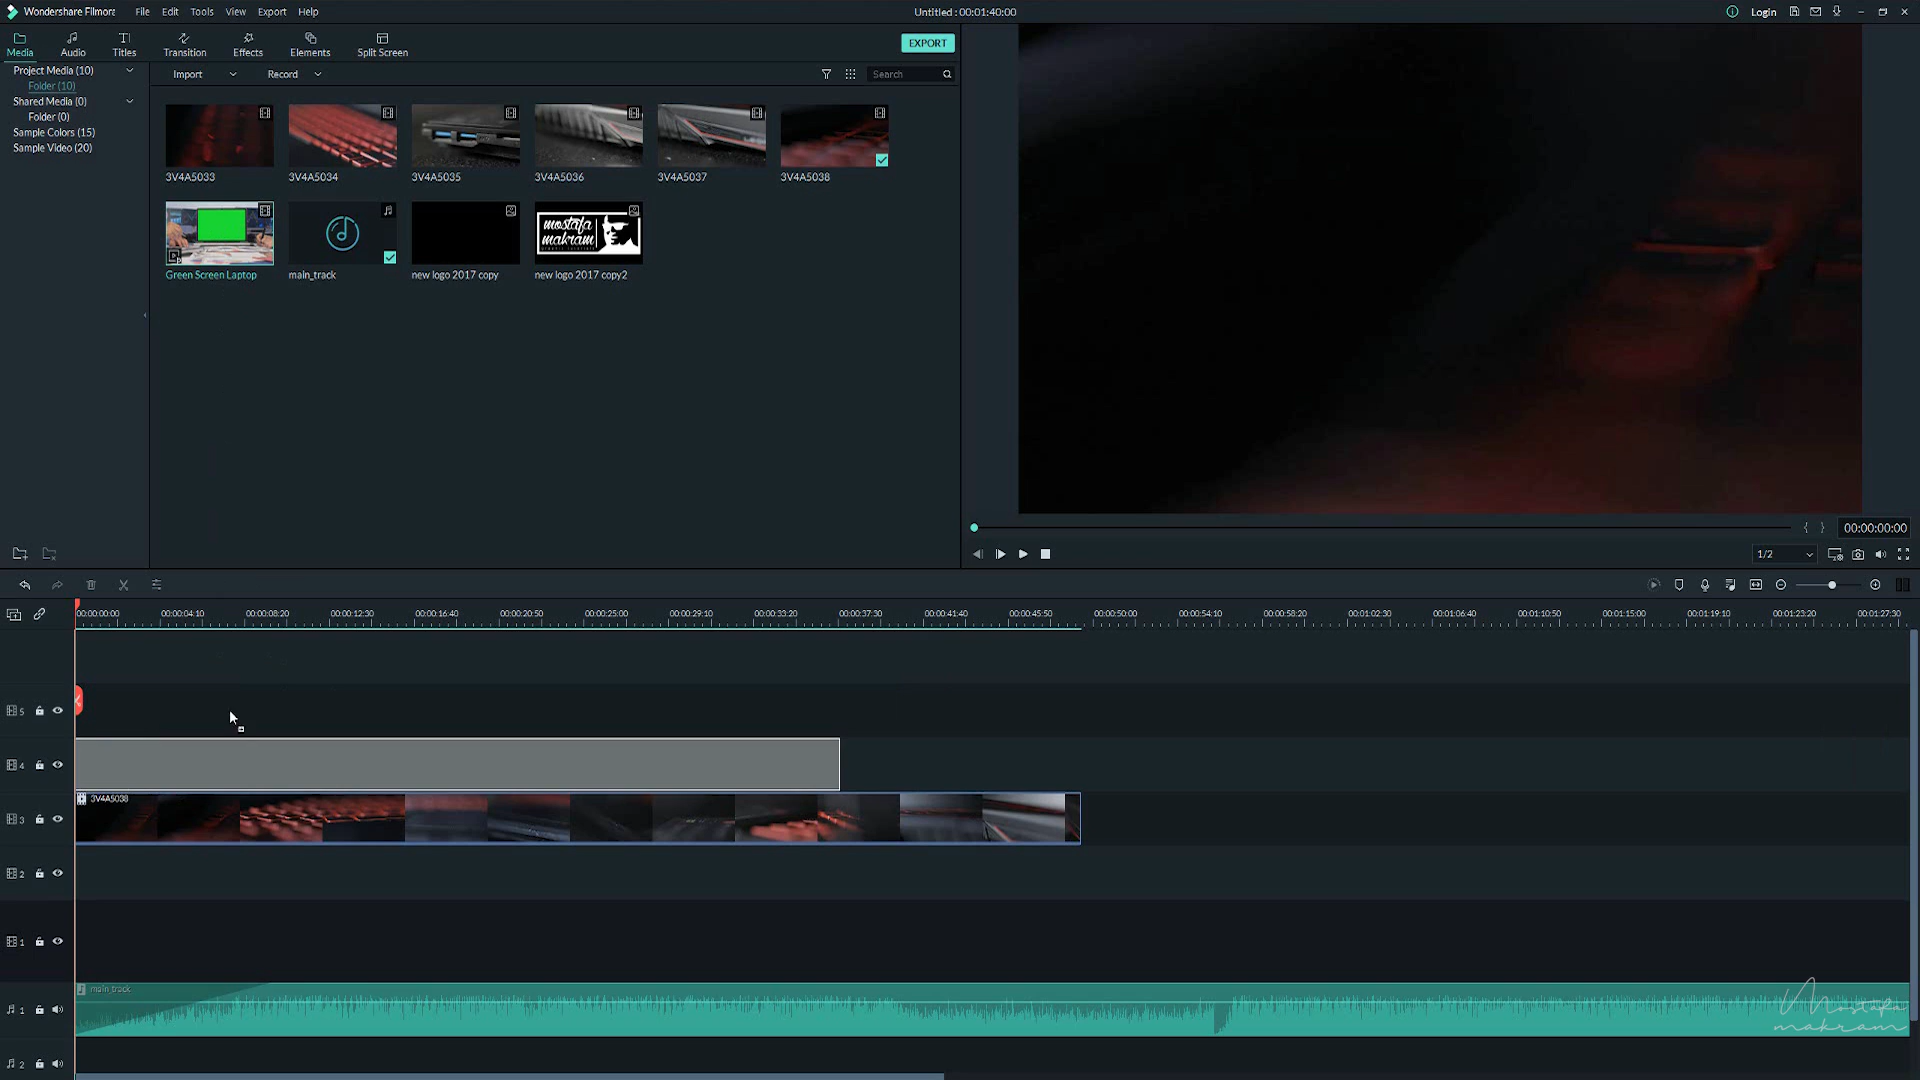 Wondershare Filmora
File Edit Tools View Export Help
Untitled : 00:01:40:00
Login
Media Audio Titles Transition Effects Elements Split Screen
EXPORT
Project Media (10)
Folder (10)
Shared Media (0)
Folder (0)
Sample Colors (15)
Sample Video (20)
Import Record Search
3V4A5033 3V4A5034 3V4A5035 3V4A5036 3V4A5037 3V4A5038
mostafa
makram
Green Screen Laptop main_track new logo 2017 copy new logo 2017 copy2
00:00:00:00
1/2
00:00:00:00 00:00:04:10 00:00:08:20 00:00:12:30 00:00:16:40 00:00:20:50 00:00:25:00 00:00:29:10 00:00:33:20 00:00:37:30 00:00:41:40 00:00:45:50 00:00:50:00 00:00:54:10 00:00:58:20 00:01:02:30 00:01:06:40 00:01:10:50 00:01:15:00 00:01:19:10 00:01:23:20 00:01:27:30
5
4
3 3V4A5038
2
1
main_track
1
Mostafa
makram
2